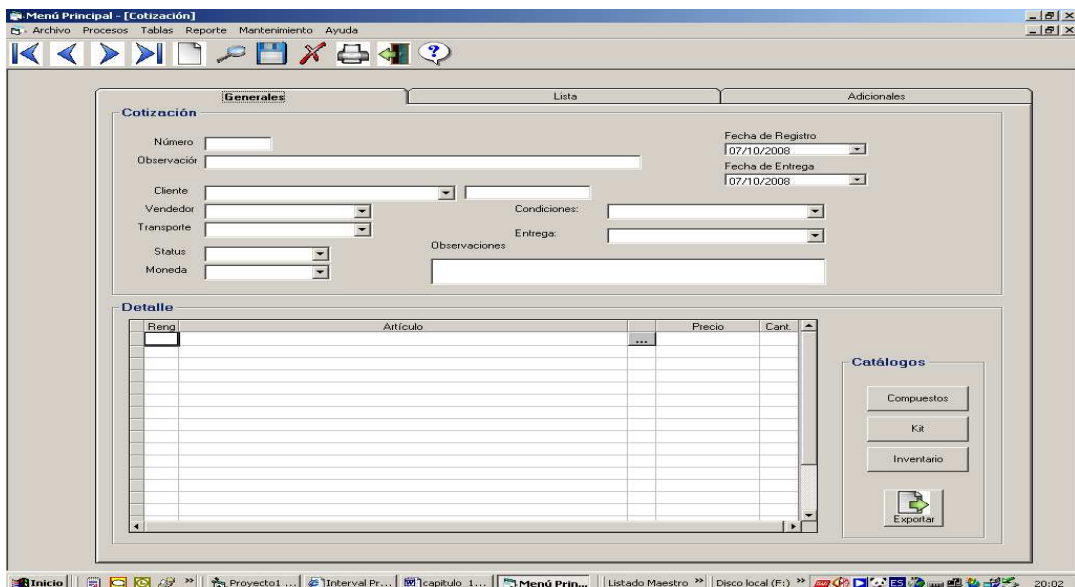 Menú Principal - [Cotización]
Archivo Procesos Tablas Reporte Mantenimiento Ayuda
Generales Lista Adicionales
Cotización
Número
Fecha de Registro
07/10/2008
Observación
Fecha de Entrega
07/10/2008
Cliente
Vendedor Condiciones:
Transporte Entrega:
Observaciones
Status
Moneda
Detalle
Reng Artículo Precio Cant.
...
Catálogos
Compuestos
Kit
Inventario
Exportar
Inicio » Proyecto1 ... Interval Pr... capitulo_1... Menú Prin... Listado Maestro » Disco local (F:) » ES 20:02